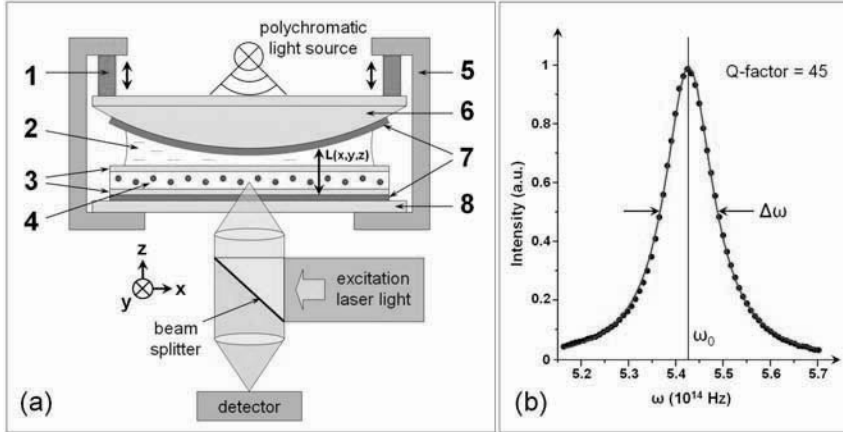 polychromatic
light source
1
2
3
4
5
6
7
8
L(x,y,z)
z
y
x
beam
splitter
excitation
laser light
detector
(a)
Q-factor = 45
Δω
ω₀
Intensity (a.u.)
1
0.8
0.6
0.4
0.2
0
5.2
5.3
5.4
5.5
5.6
5.7
ω (10¹⁴ Hz)
(b)